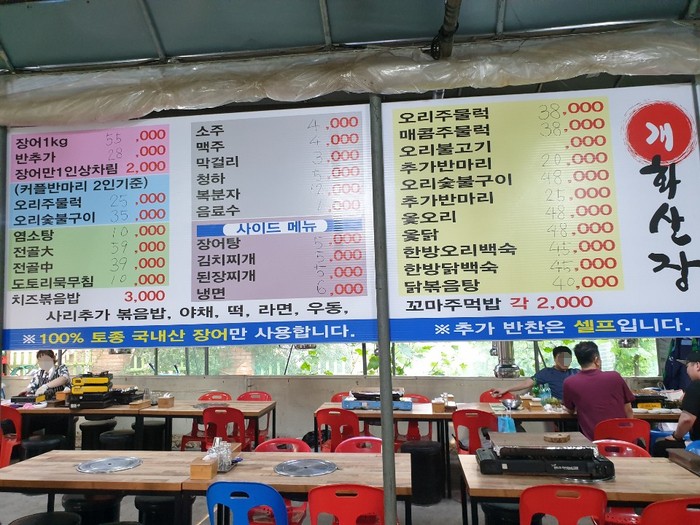 장어1kg 55,000
반추가 28,000
장어만1인상차림 2,000
(커플반마리 2인기준)
오리주물럭 25,000
오리숯불구이 35,000
염소탕 10,000
전골大 59,000
전골中 39,000
도토리묵무침 10,000
치즈볶음밥 3,000
소주 4,000
맥주 4,000
막걸리 3,000
청하 5,000
복분자 ,000
음료수 ,000
사이드 메뉴
장어탕 5,000
김치찌개 5,000
된장찌개 5,000
냉면 6,000
사리추가 볶음밥, 야채, 떡, 라면, 우동,
※100% 토종 국내산 장어만 사용합니다.
오리주물럭 38,000
매콤주물럭 38,000
오리불고기 ,000
추가반마리 20,000
오리숯불구이 48,000
추가반마리 25,000
옻오리 48,000
옻닭 48,000
한방오리백숙 45,000
한방닭백숙 45,000
닭볶음탕 40,000
꼬마주먹밥 각 2,000
※추가 반찬은 셀프입니다.
개화산장